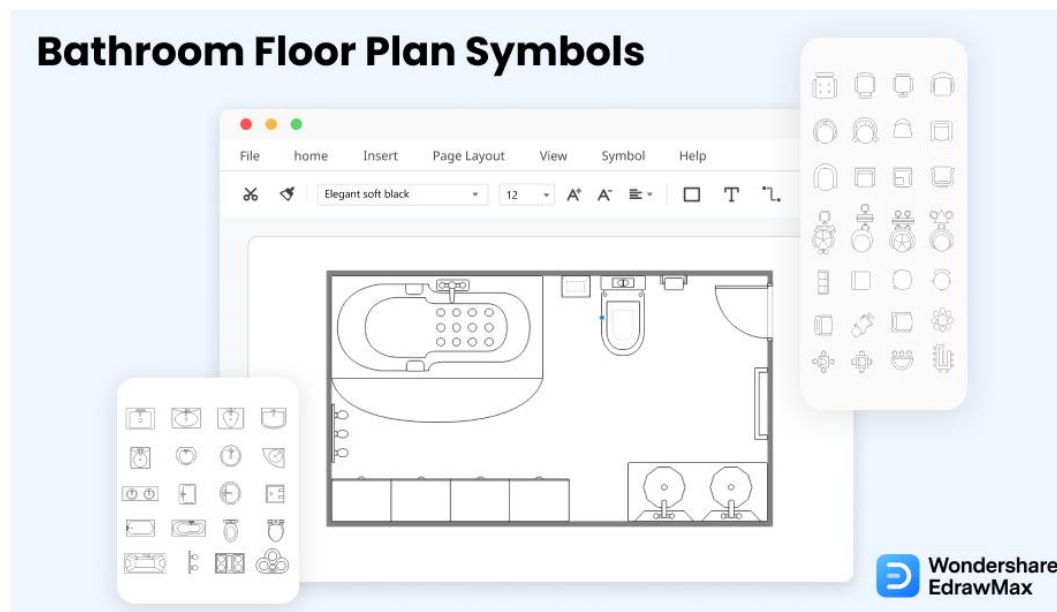 Bathroom Floor Plan Symbols
File home Insert Page Layout View Symbol Help
Elegant soft black 12 A+ A- T
Wondershare
EdrawMax